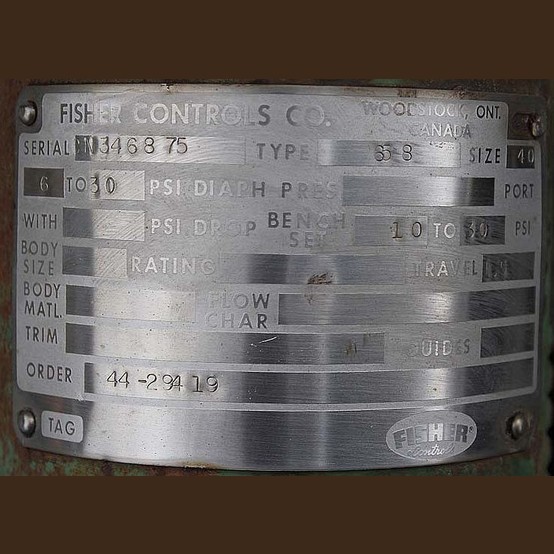 FISHER CONTROLS CO. WOODSTOCK, ONT.
CANADA
SERIAL N346875 TYPE 658 SIZE 40
6 TO 30 PSI DIAPH PRES PORT
WITH PSI DROP BENCH SET 10 TO 30 PSI
BODY SIZE RATING TRAVEL
BODY MATL. FLOW CHAR
TRIM GUIDES
ORDER 44-29419
TAG FISHER® Controls